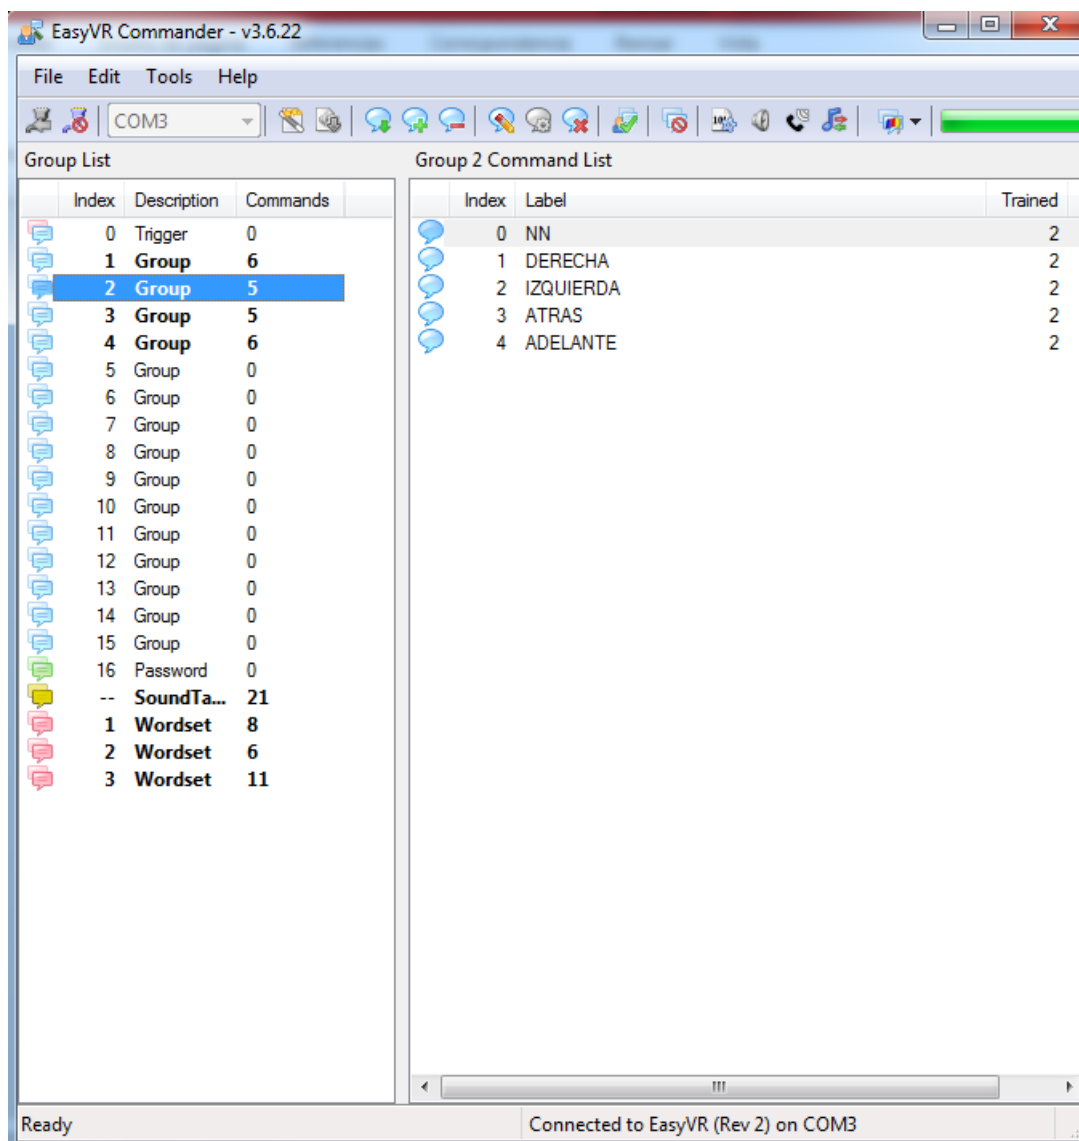 EasyVR Commander - v3.6.22
File Edit Tools Help
COM3
Group List
Index Description Commands
0 Trigger 0
1 Group 6
2 Group 5
3 Group 5
4 Group 6
5 Group 0
6 Group 0
7 Group 0
8 Group 0
9 Group 0
10 Group 0
11 Group 0
12 Group 0
13 Group 0
14 Group 0
15 Group 0
16 Password 0
-- SoundTa... 21
1 Wordset 8
2 Wordset 6
3 Wordset 11
Group 2 Command List
Index Label Trained
0 NN 2
1 DERECHA 2
2 IZQUIERDA 2
3 ATRAS 2
4 ADELANTE 2
Ready
Connected to EasyVR (Rev 2) on COM3